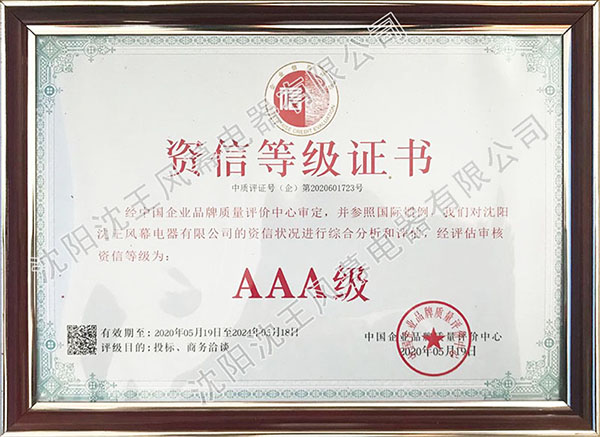 资信等级证书
中质评证号（企）第2020601723号
经中国企业品牌质量评价中心审定，并参照国际惯例，我们对沈阳
沈王风幕电器有限公司的资信状况进行综合分析和评估，经评估审核
资信等级为：
AAA级
有效期至：2020年05月19日至2024年05月18日
评级目的：投标、商务洽谈
中国企业品牌质量评价中心
2020年05月19日
沈阳沈王风幕电器有限公司
沈阳沈王风幕电器有限公司